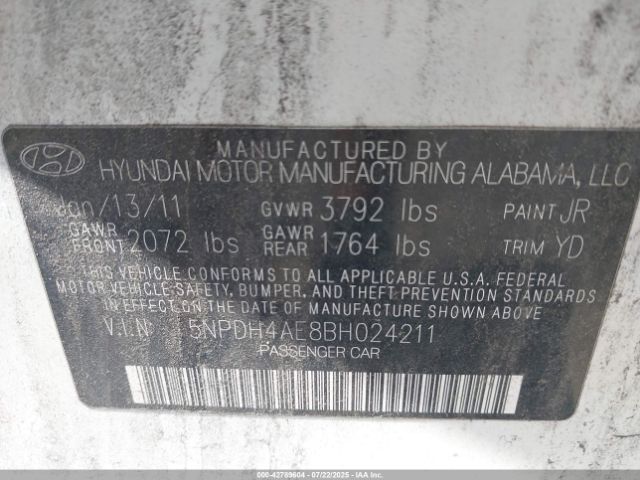 MANUFACTURED BY
HYUNDAI MOTOR MANUFACTURING ALABAMA, LLC
Jan/13/11 GVWR 3792 lbs PAINT JR
GAWR FRONT 2072 lbs GAWR REAR 1764 lbs TRIM YD
THIS VEHICLE CONFORMS TO ALL APPLICABLE U.S.A. FEDERAL
MOTOR VEHICLE SAFETY, BUMPER, AND THEFT PREVENTION STANDARDS
IN EFFECT ON THE DATE OF MANUFACTURE SHOWN ABOVE.
V.I.N 5NPDH4AE8BH024211
PASSENGER CAR
000-42789604 | 07/22/2025 | IAAI.COM